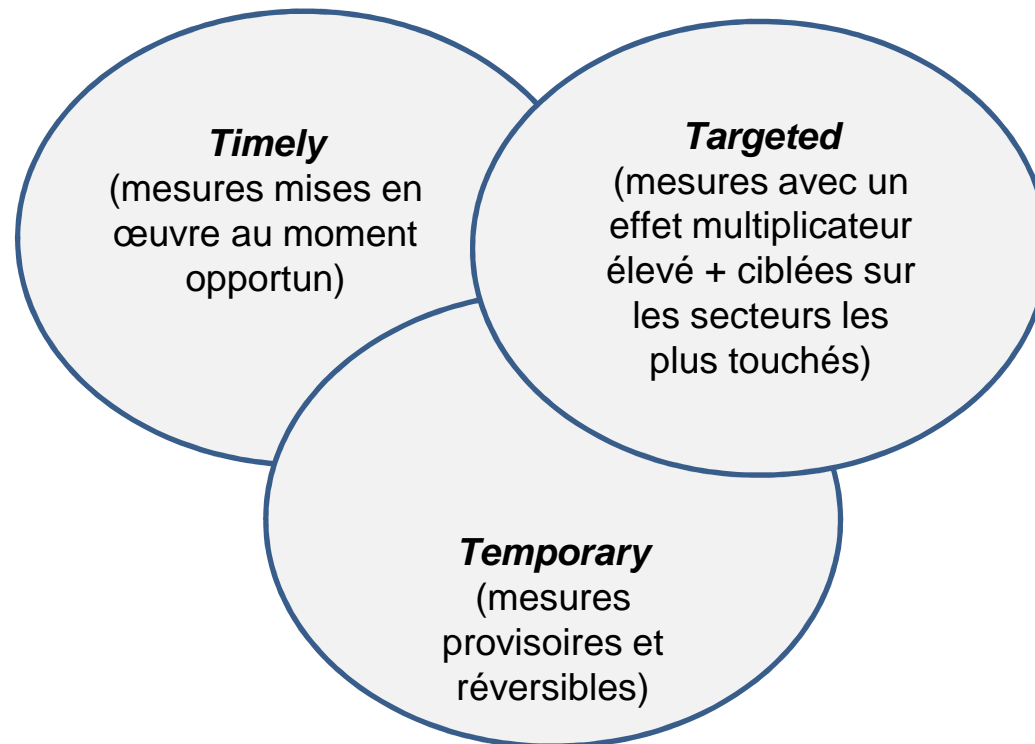 Timely
(mesures mises en
œuvre au moment
opportun)
Targeted
(mesures avec un
effet multiplicateur
élevé + ciblées sur
les secteurs les
plus touchés)
Temporary
(mesures
provisoires et
réversibles)